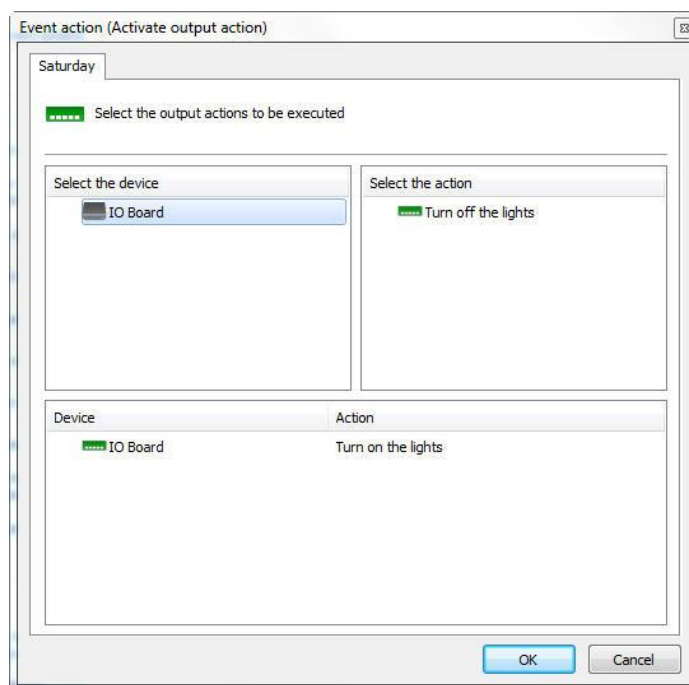 Event action (Activate output action)
Saturday
Select the output actions to be executed
Select the device
IO Board
Select the action
Turn off the lights
Device Action
IO Board Turn on the lights
OK Cancel